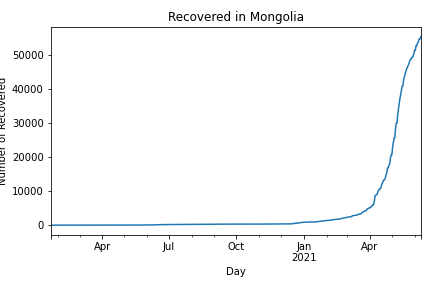 Recovered in Mongolia
Number of Recovered
50000
40000
30000
20000
10000
0
Apr Jul Oct Jan Apr
2021
Day